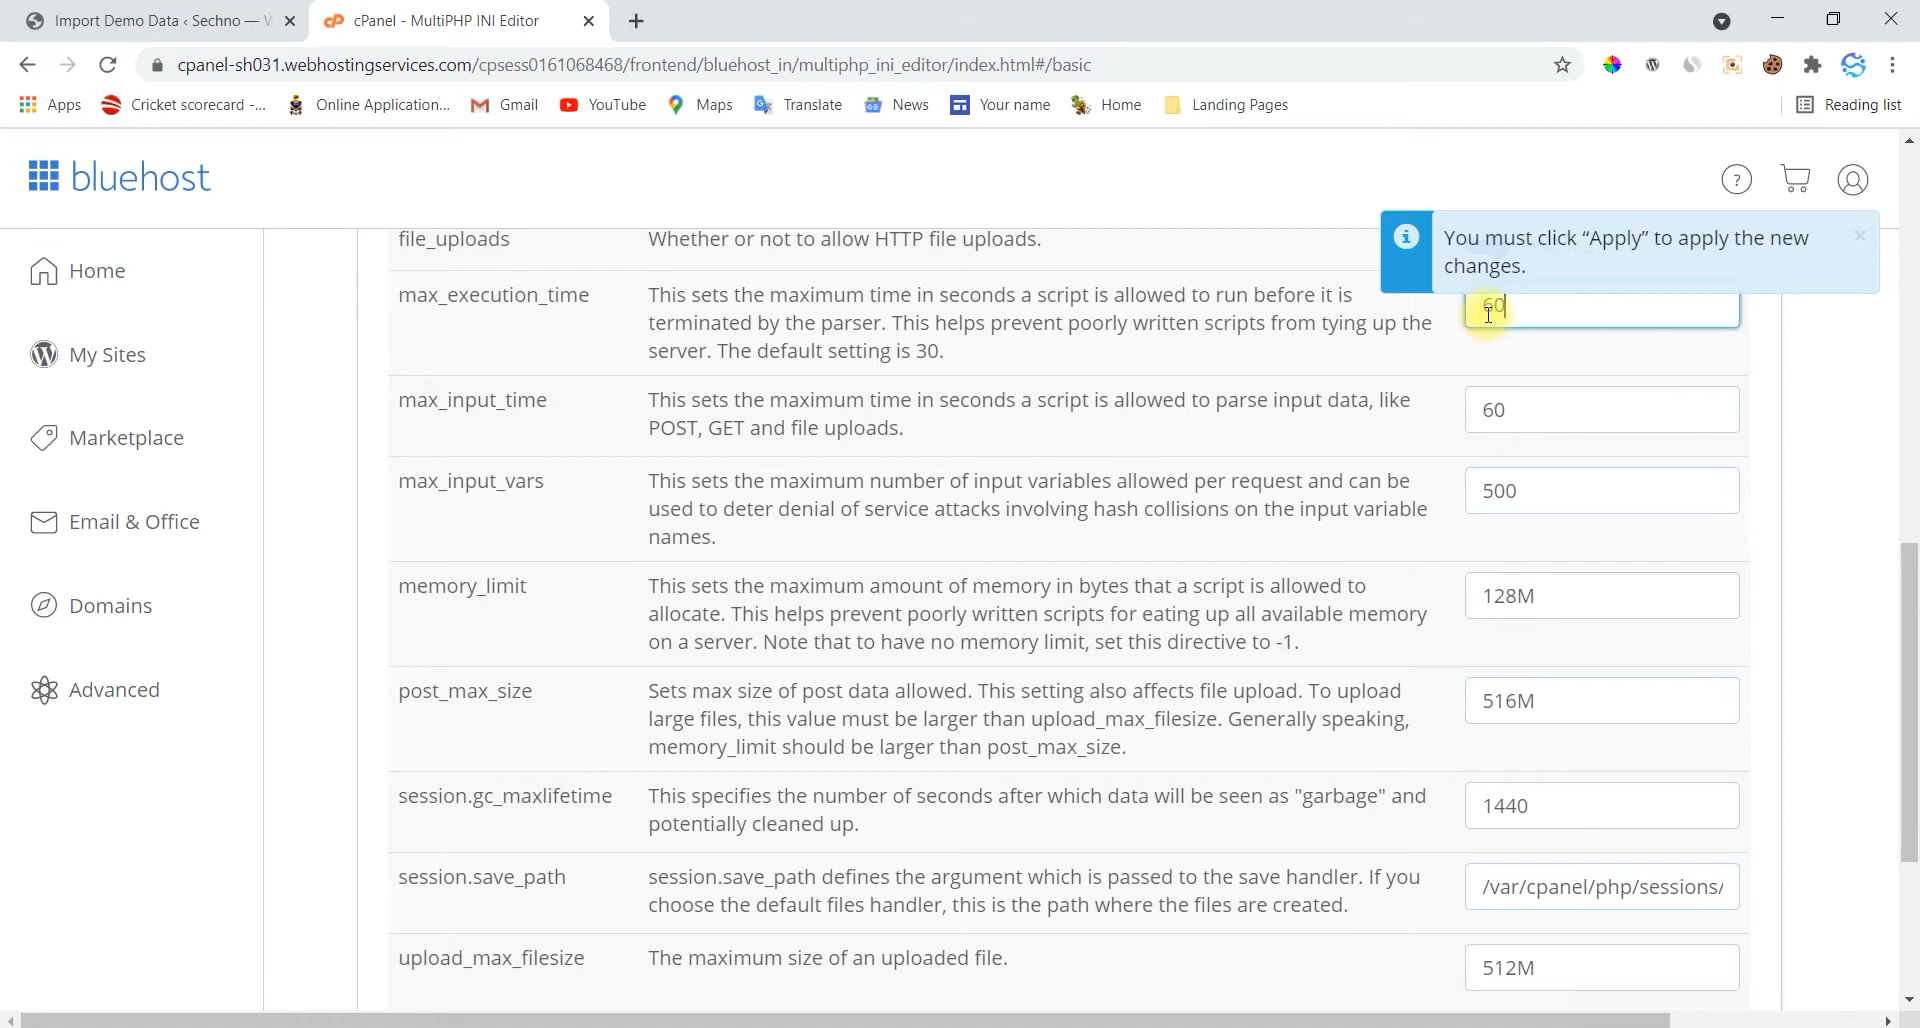 Import Demo Data ‹ Sechno — W
cPanel - MultiPHP INI Editor
cpanel-sh031.webhostingservices.com/cpsess0161068468/frontend/bluehost_in/multiphp_ini_editor/index.html#/basic
Apps
Cricket scorecard -...
Online Application...
Gmail
YouTube
Maps
Translate
News
Your name
Home
Landing Pages
Reading list
bluehost
Home
My Sites
Marketplace
Email & Office
Domains
Advanced
You must click “Apply” to apply the new
changes.
file_uploads
Whether or not to allow HTTP file uploads.
max_execution_time
This sets the maximum time in seconds a script is allowed to run before it is
terminated by the parser. This helps prevent poorly written scripts from tying up the
server. The default setting is 30.
60
max_input_time
This sets the maximum time in seconds a script is allowed to parse input data, like
POST, GET and file uploads.
60
max_input_vars
This sets the maximum number of input variables allowed per request and can be
used to deter denial of service attacks involving hash collisions on the input variable
names.
500
memory_limit
This sets the maximum amount of memory in bytes that a script is allowed to
allocate. This helps prevent poorly written scripts for eating up all available memory
on a server. Note that to have no memory limit, set this directive to -1.
128M
post_max_size
Sets max size of post data allowed. This setting also affects file upload. To upload
large files, this value must be larger than upload_max_filesize. Generally speaking,
memory_limit should be larger than post_max_size.
516M
session.gc_maxlifetime
This specifies the number of seconds after which data will be seen as "garbage" and
potentially cleaned up.
1440
session.save_path
session.save_path defines the argument which is passed to the save handler. If you
choose the default files handler, this is the path where the files are created.
/var/cpanel/php/sessions/
upload_max_filesize
The maximum size of an uploaded file.
512M